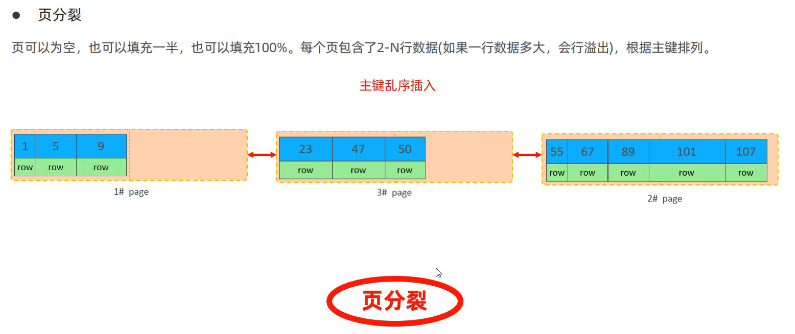 ● 页分裂
页可以为空，也可以填充一半，也可以填充100%。每个页包含了2-N行数据(如果一行数据多大，会行溢出)，根据主键排列。
主键乱序插入
1 5 9
row row row
1# page
23 47 50
row row row
3# page
55 67 89 101 107
row row row row row
2# page
页分裂